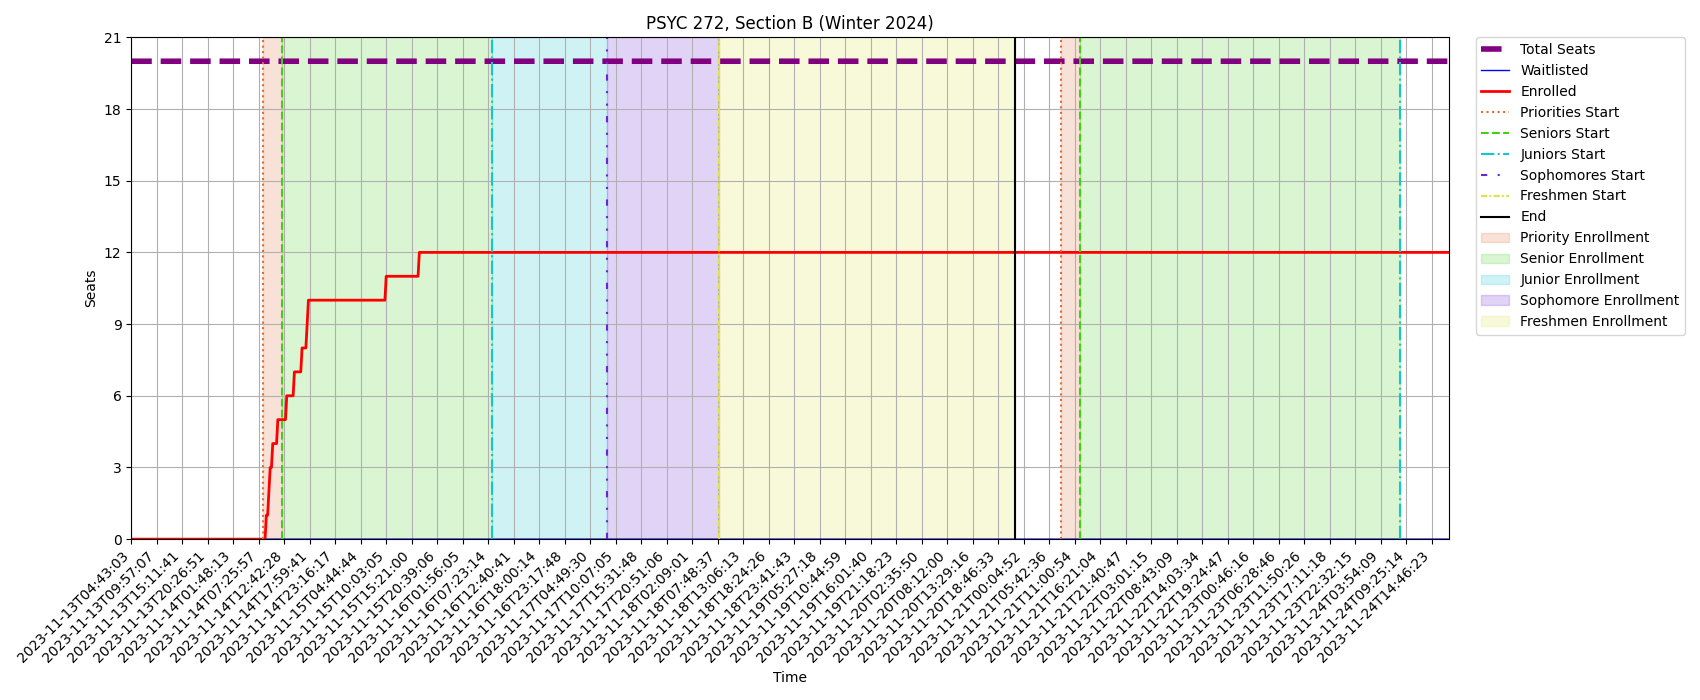 PSYC 272, Section B (Winter 2024)
21
18
15
12
9
6
3
0
Seats
2023-11-13T04:43:03
2023-11-13T09:57:07
2023-11-13T15:11:41
2023-11-13T20:26:51
2023-11-14T01:48:13
2023-11-14T07:25:57
2023-11-14T12:42:28
2023-11-14T17:59:41
2023-11-14T23:16:17
2023-11-15T04:44:44
2023-11-15T10:03:05
2023-11-15T15:21:00
2023-11-15T20:39:06
2023-11-16T01:56:05
2023-11-16T07:23:14
2023-11-16T12:40:41
2023-11-16T18:00:14
2023-11-16T23:17:48
2023-11-17T04:49:30
2023-11-17T10:07:05
2023-11-17T15:31:48
2023-11-17T20:51:06
2023-11-18T02:09:01
2023-11-18T07:48:37
2023-11-18T13:06:13
2023-11-18T18:24:26
2023-11-18T23:41:43
2023-11-19T05:27:18
2023-11-19T10:44:59
2023-11-19T16:01:40
2023-11-19T21:18:23
2023-11-20T02:35:50
2023-11-20T08:12:00
2023-11-20T13:29:16
2023-11-20T18:46:33
2023-11-21T00:04:52
2023-11-21T05:42:36
2023-11-21T11:00:54
2023-11-21T16:21:04
2023-11-21T21:40:47
2023-11-22T03:01:15
2023-11-22T08:43:09
2023-11-22T14:03:34
2023-11-22T19:24:47
2023-11-23T00:46:16
2023-11-23T06:28:46
2023-11-23T11:50:26
2023-11-23T17:11:18
2023-11-23T22:32:15
2023-11-24T03:54:09
2023-11-24T09:25:14
2023-11-24T14:46:23
Time
Total Seats
Waitlisted
Enrolled
Priorities Start
Seniors Start
Juniors Start
Sophomores Start
Freshmen Start
End
Priority Enrollment
Senior Enrollment
Junior Enrollment
Sophomore Enrollment
Freshmen Enrollment